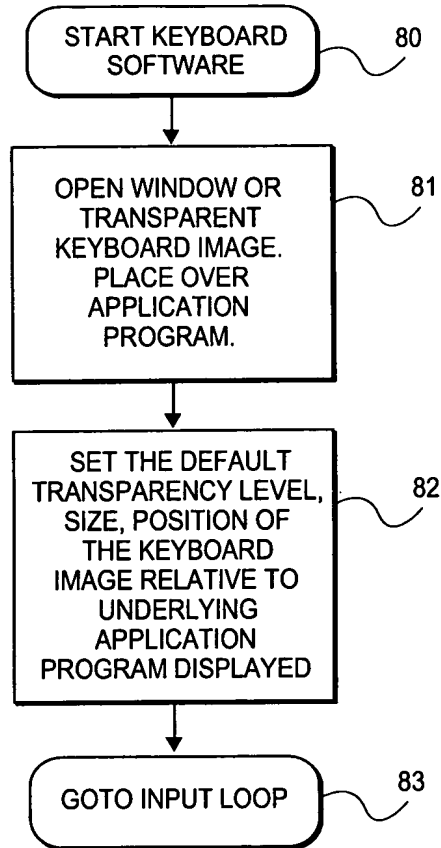 START KEYBOARD
SOFTWARE
80
OPEN WINDOW OR
TRANSPARENT
KEYBOARD IMAGE.
PLACE OVER
APPLICATION
PROGRAM.
81
SET THE DEFAULT
TRANSPARENCY LEVEL,
SIZE, POSITION OF
THE KEYBOARD
IMAGE RELATIVE TO
UNDERLYING
APPLICATION
PROGRAM DISPLAYED
82
GOTO INPUT LOOP
83